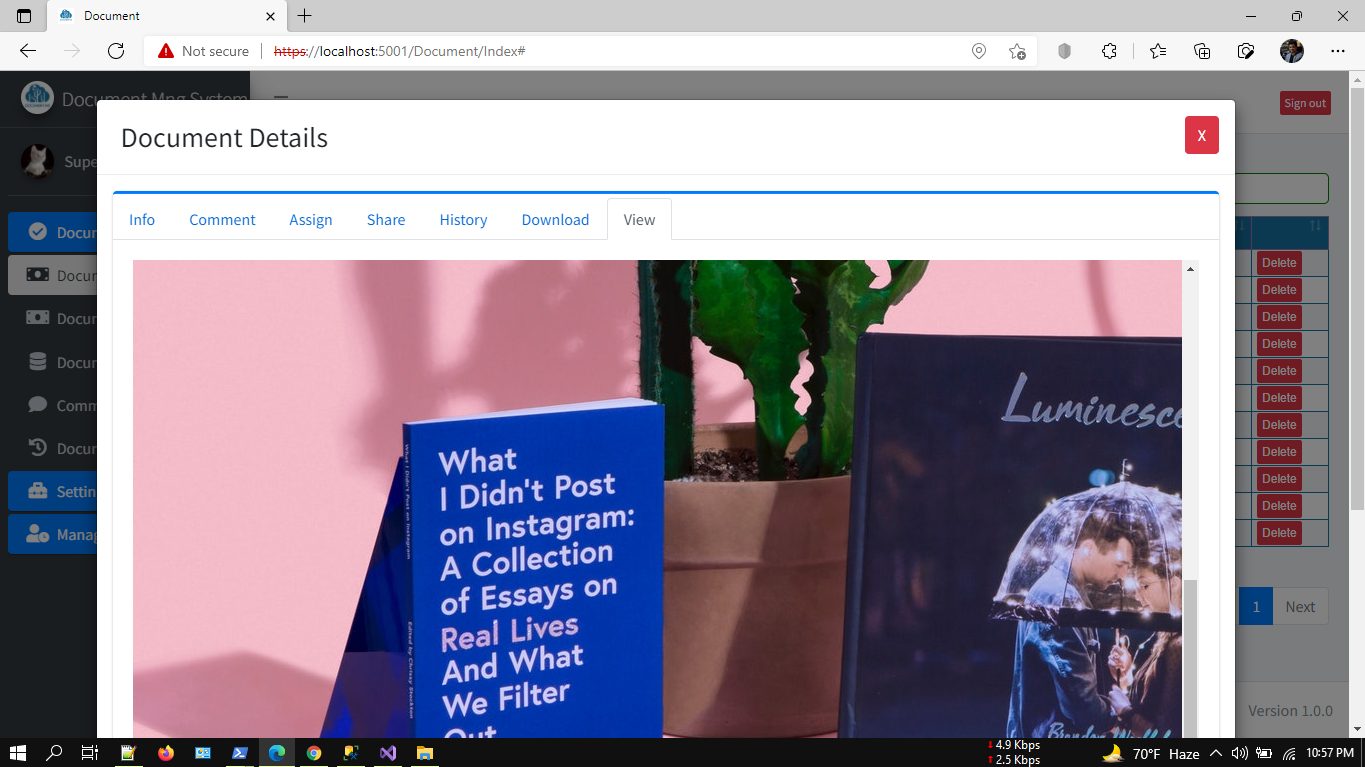 Document
Not secure
https://localhost:5001/Document/Index#
Document Mng System
Sign out
Document Details
X
Supe
Info
Comment
Assign
Share
History
Download
View
Docum
Docum
Docum
Docum
Comm
Docum
Settin
Manag
Delete
Delete
Delete
Delete
Delete
Delete
Delete
Delete
Delete
Delete
Delete
1
Next
Version 1.0.0
What I Didn't Post on Instagram
Edited by Chrissy Stockton
What
I Didn't Post
on Instagram:
A Collection
of Essays on
Real Lives
And What
We Filter
Out
Luminesce
4.9 Kbps
2.5 Kbps
70°F Haze
10:57 PM